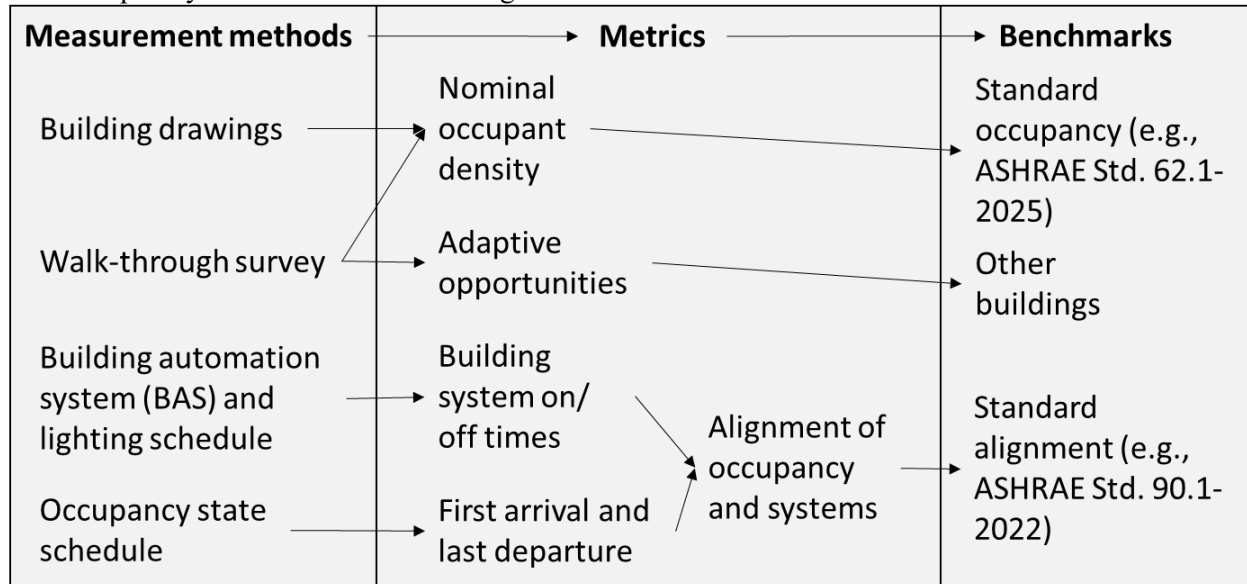 Measurement methods
Metrics
Benchmarks
Building drawings
Nominal
occupant
density
Standard
occupancy (e.g.,
ASHRAE Std. 62.1-
2025)
Walk-through survey
Adaptive
opportunities
Other
buildings
Building automation
system (BAS) and
lighting schedule
Building
system on/
off times
Alignment of
occupancy
and systems
Standard
alignment (e.g.,
ASHRAE Std. 90.1-
2022)
Occupancy state
schedule
First arrival and
last departure